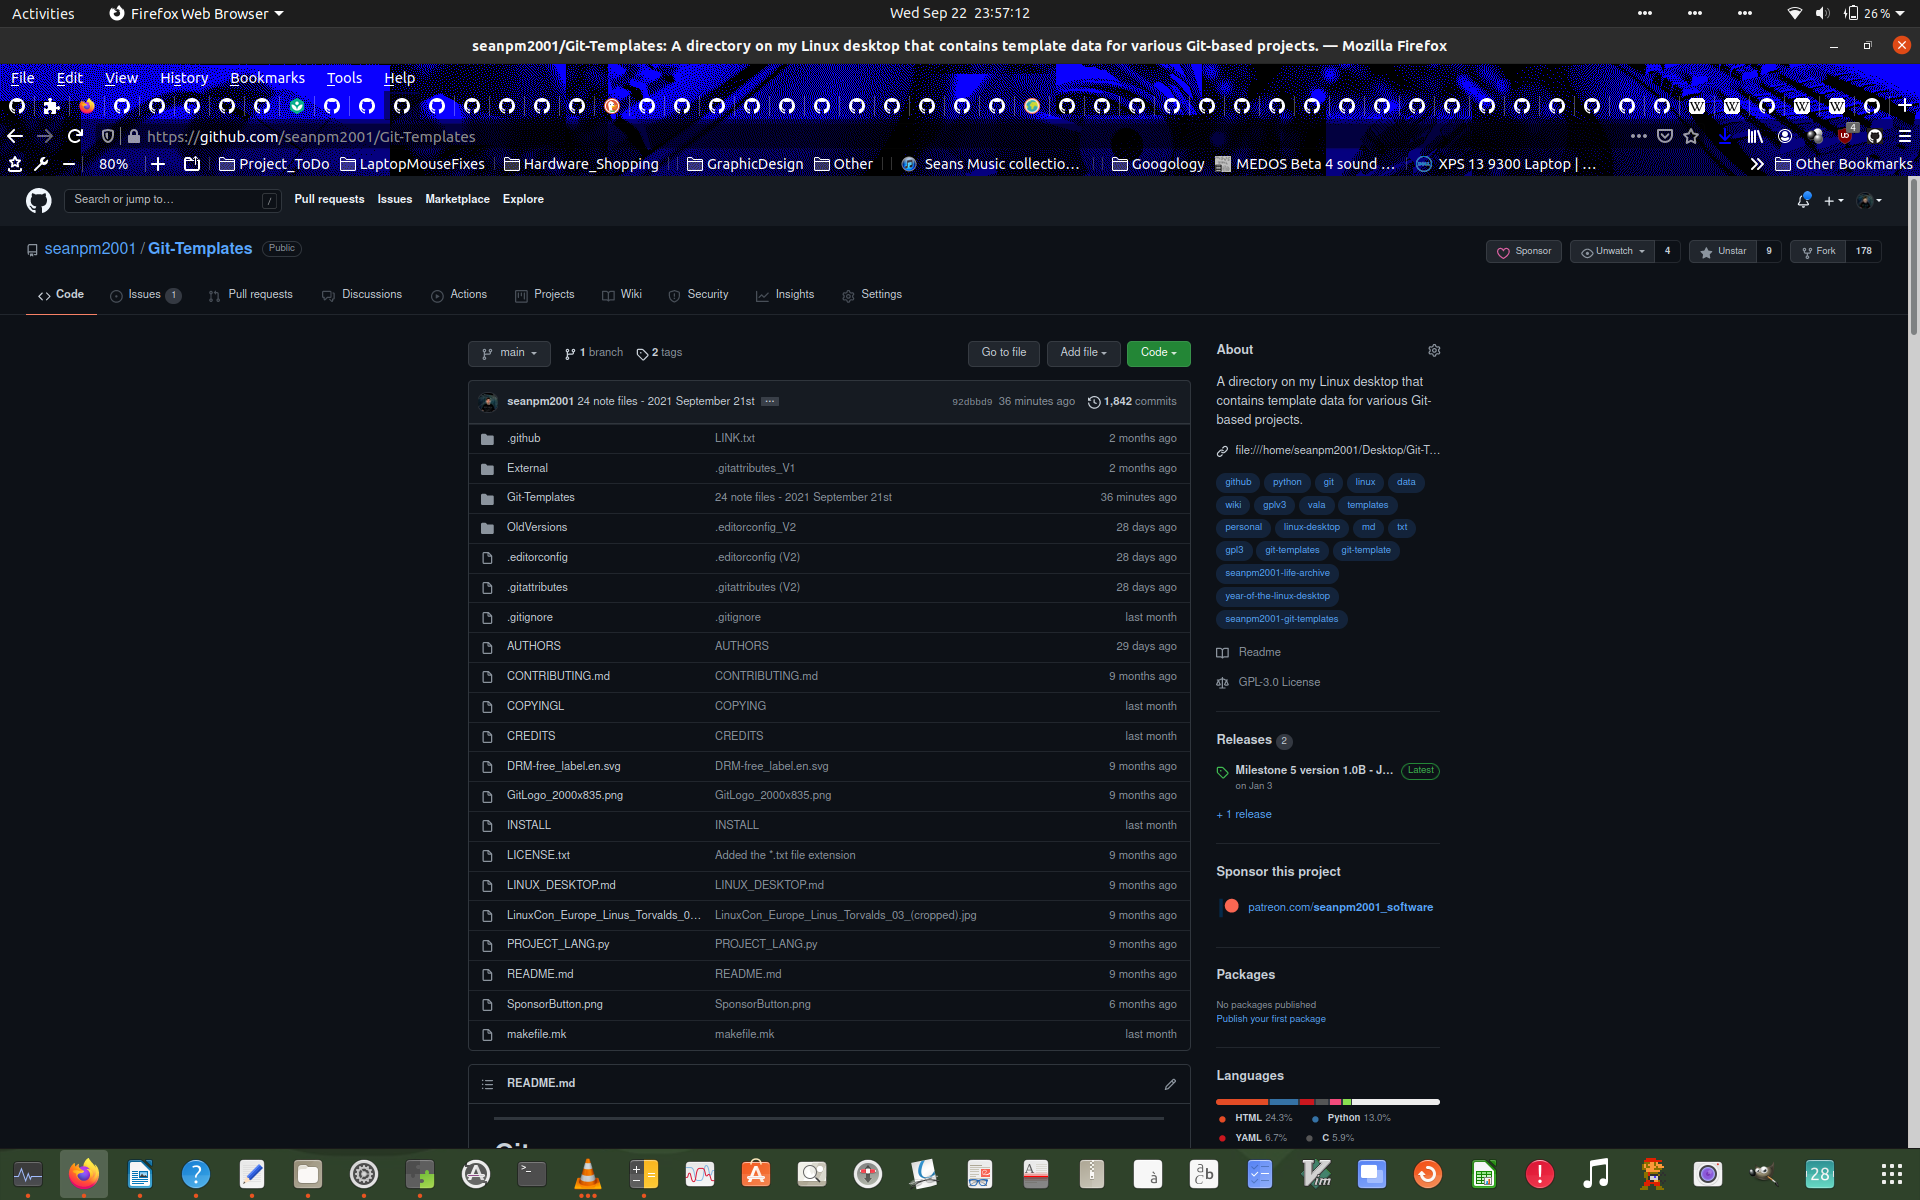 Activities Firefox Web Browser Wed Sep 22 23:57:12 26 %
seanpm2001/Git-Templates: A directory on my Linux desktop that contains template data for various Git-based projects. — Mozilla Firefox
File Edit View History Bookmarks Tools Help
https://github.com/seanpm2001/Git-Templates 4
80% Project_ToDo LaptopMouseFixes Hardware_Shopping GraphicDesign Other Seans Music collectio… Googology MEDOS Beta 4 sound … XPS 13 9300 Laptop | … Other Bookmarks
Search or jump to… / Pull requests Issues Marketplace Explore
seanpm2001 / Git-Templates Public Sponsor Unwatch 4 Unstar 9 Fork 178
Code Issues 1 Pull requests Discussions Actions Projects Wiki Security Insights Settings
main 1 branch 2 tags Go to file Add file Code
seanpm2001 24 note files - 2021 September 21st … 92dbbd9 36 minutes ago 1,842 commits
.github LINK.txt 2 months ago
External .gitattributes_V1 2 months ago
Git-Templates 24 note files - 2021 September 21st 36 minutes ago
OldVersions .editorconfig_V2 28 days ago
.editorconfig .editorconfig (V2) 28 days ago
.gitattributes .gitattributes (V2) 28 days ago
.gitignore .gitignore last month
AUTHORS AUTHORS 29 days ago
CONTRIBUTING.md CONTRIBUTING.md 9 months ago
COPYINGL COPYING last month
CREDITS CREDITS last month
DRM-free_label.en.svg DRM-free_label.en.svg 9 months ago
GitLogo_2000x835.png GitLogo_2000x835.png 9 months ago
INSTALL INSTALL last month
LICENSE.txt Added the *.txt file extension 9 months ago
LINUX_DESKTOP.md LINUX_DESKTOP.md 9 months ago
LinuxCon_Europe_Linus_Torvalds_0… LinuxCon_Europe_Linus_Torvalds_03_(cropped).jpg 9 months ago
PROJECT_LANG.py PROJECT_LANG.py 9 months ago
README.md README.md 9 months ago
SponsorButton.png SponsorButton.png 6 months ago
makefile.mk makefile.mk last month
README.md
About
A directory on my Linux desktop that
contains template data for various Git-
based projects.
file:///home/seanpm2001/Desktop/Git-T…
github python git linux data
wiki gplv3 vala templates
personal linux-desktop md txt
gpl3 git-templates git-template
seanpm2001-life-archive
year-of-the-linux-desktop
seanpm2001-git-templates
Readme
GPL-3.0 License
Releases 2
Milestone 5 version 1.0B - J… Latest
on Jan 3
+ 1 release
Sponsor this project
patreon.com/seanpm2001_software
Packages
No packages published
Publish your first package
Languages
HTML 24.3% Python 13.0%
YAML 6.7% C 5.9%
28